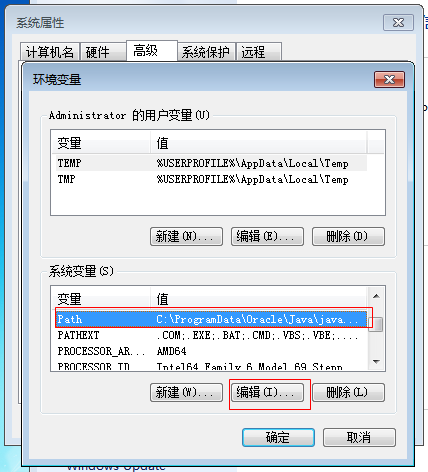 系统属性
计算机名 硬件 高级 系统保护 远程
环境变量
Administrator 的用户变量(U)
变量 值
TEMP %USERPROFILE%\AppData\Local\Temp
TMP %USERPROFILE%\AppData\Local\Temp
新建(N)... 编辑(E)... 删除(D)
系统变量(S)
变量 值
Path C:\ProgramData\Oracle\Java\java...
PATHEXT .COM;.EXE;.BAT;.CMD;.VBS;.VBE;....
PROCESSOR_AR... AMD64
PROCESSOR_ID Intel64 Family 6 Model 69 Stepp
新建(W)... 编辑(I)... 删除(L)
确定 取消
Windows Update